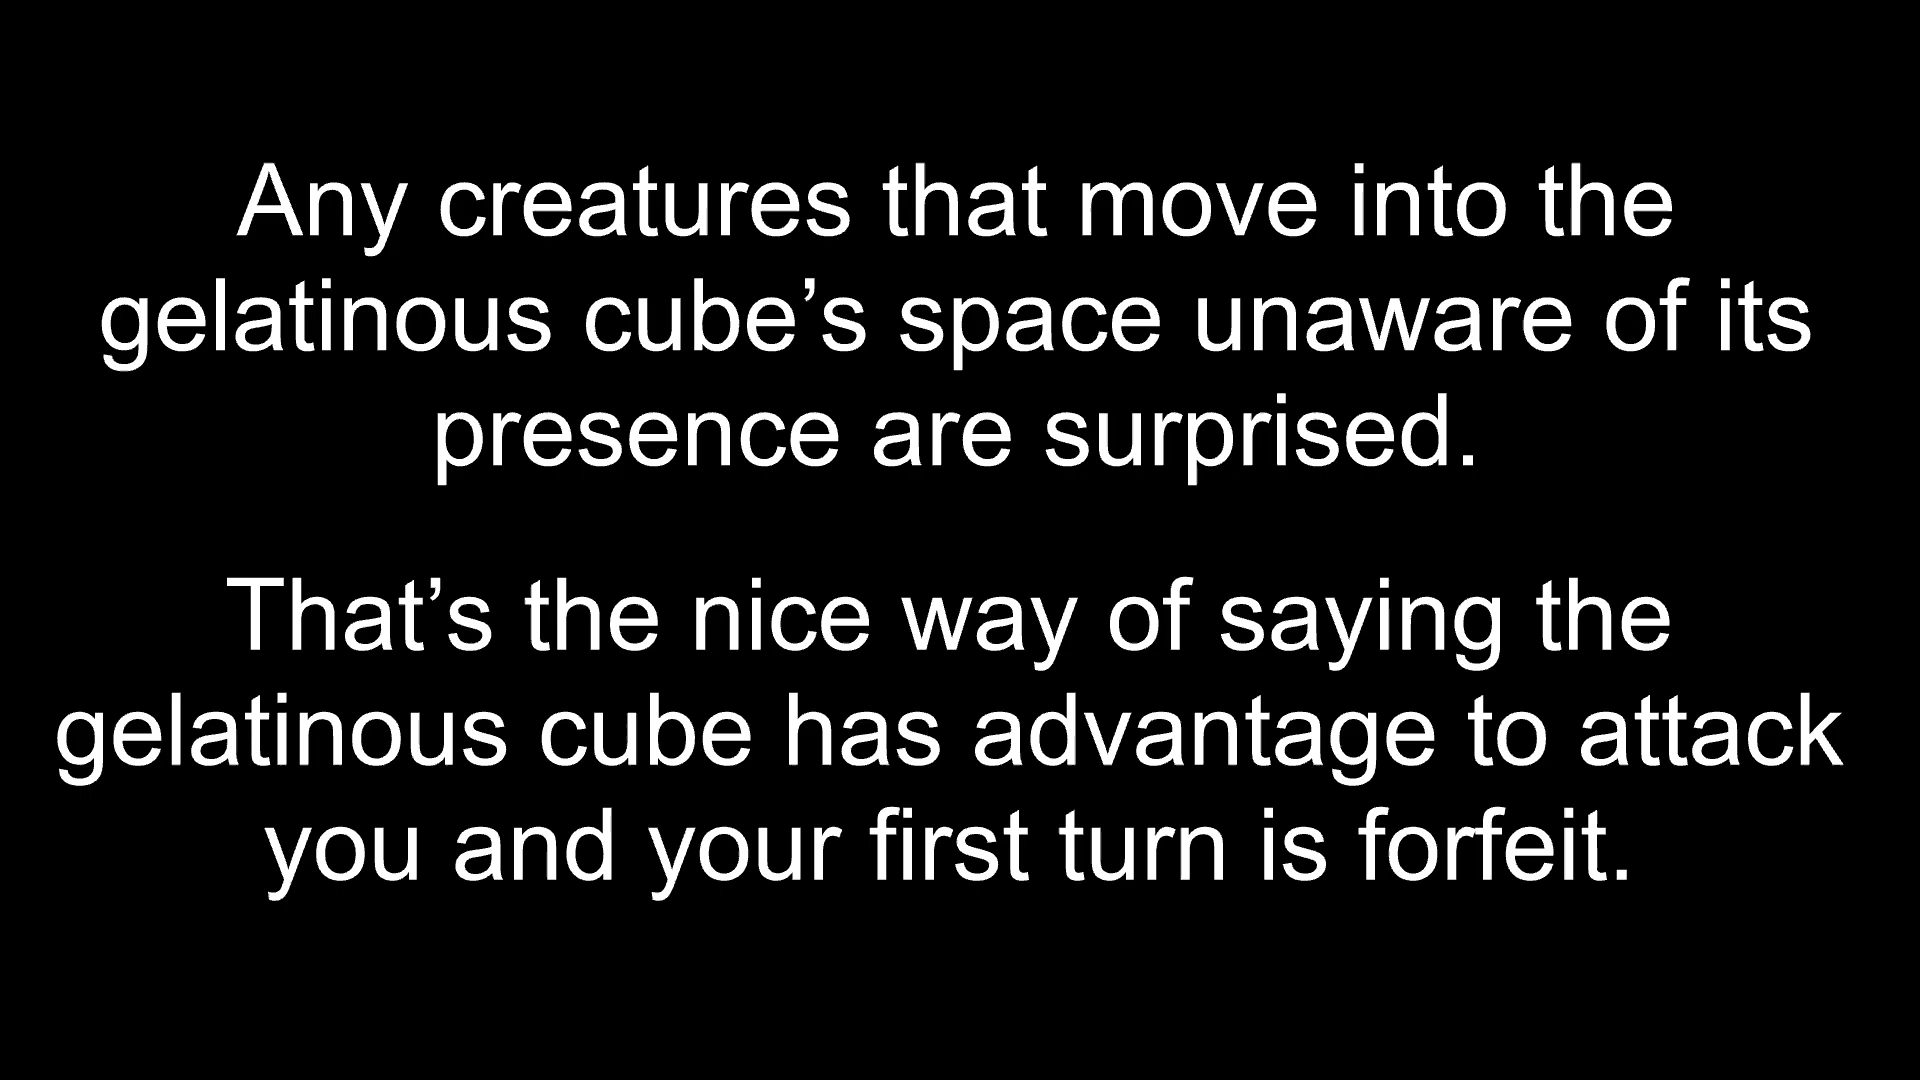 Any creatures that move into the
gelatinous cube’s space unaware of its
presence are surprised.
That’s the nice way of saying the
gelatinous cube has advantage to attack
you and your first turn is forfeit.